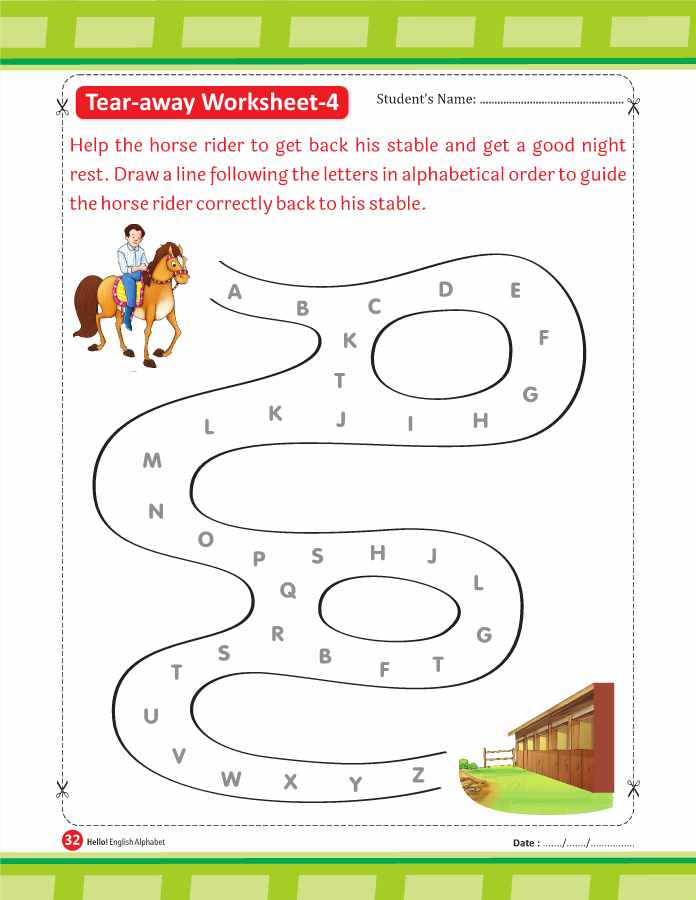 Tear-away Worksheet-4
Student's Name: ................................................
Help the horse rider to get back his stable and get a good night
rest. Draw a line following the letters in alphabetical order to guide
the horse rider correctly back to his stable.
A B C D E
K F
T G
L K J I H
M
N
O P S H J
Q L
R G
S B F T
T
U
V
W X Y Z
32 Hello! English Alphabet
Date : ......./......./................